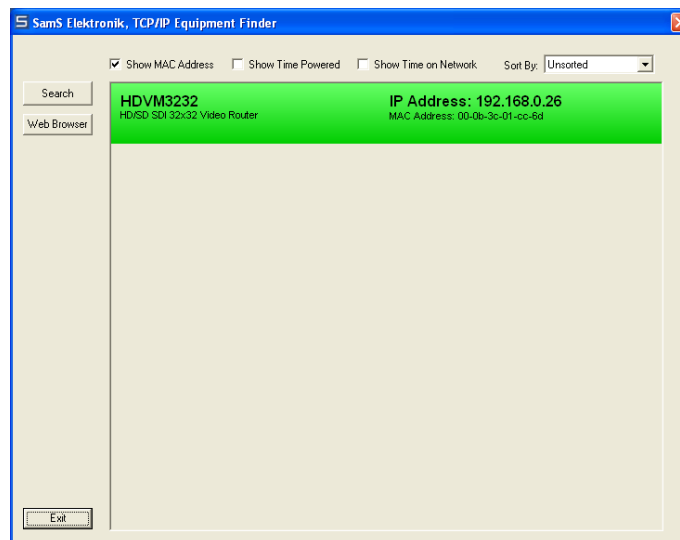 SamS Elektronik, TCP/IP Equipment Finder
Show MAC Address Show Time Powered Show Time on Network Sort By: Unsorted
Search
Web Browser
HDVM3232 IP Address: 192.168.0.26
HD/SD SDI 32x32 Video Router MAC Address: 00-0b-3c-01-cc-6d
Exit